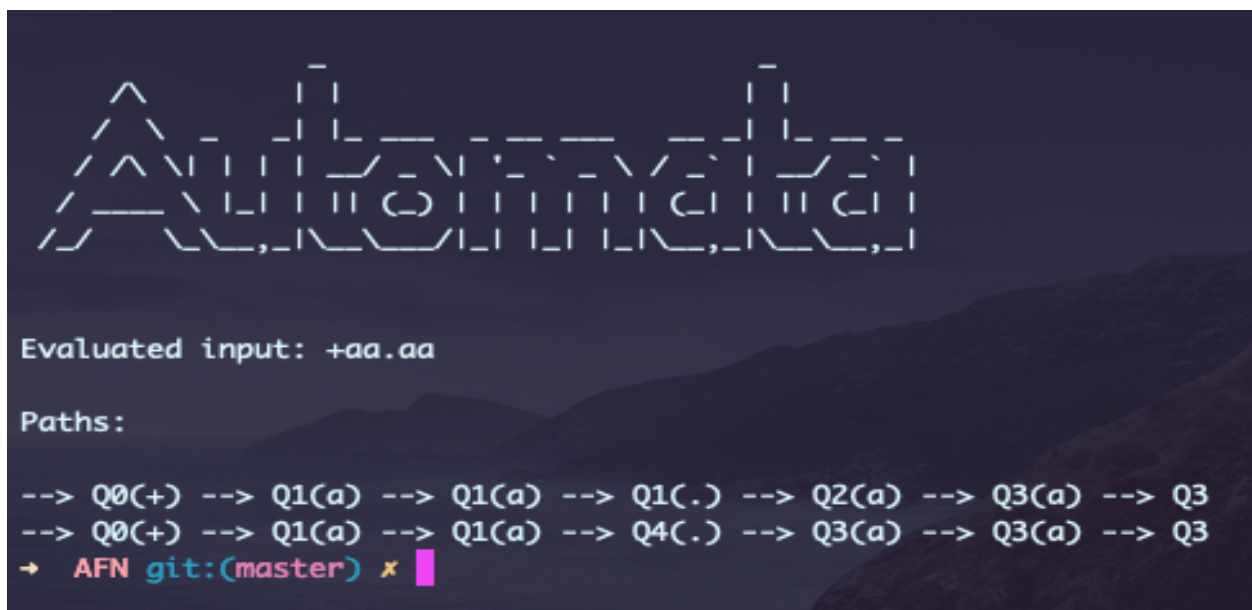 Automata
Evaluated input: +aa.aa
Paths:
--> Q0(+) --> Q1(a) --> Q1(a) --> Q1(.) --> Q2(a) --> Q3(a) --> Q3
--> Q0(+) --> Q1(a) --> Q1(a) --> Q4(.) --> Q3(a) --> Q3(a) --> Q3
→ AFN git:(master) ✗